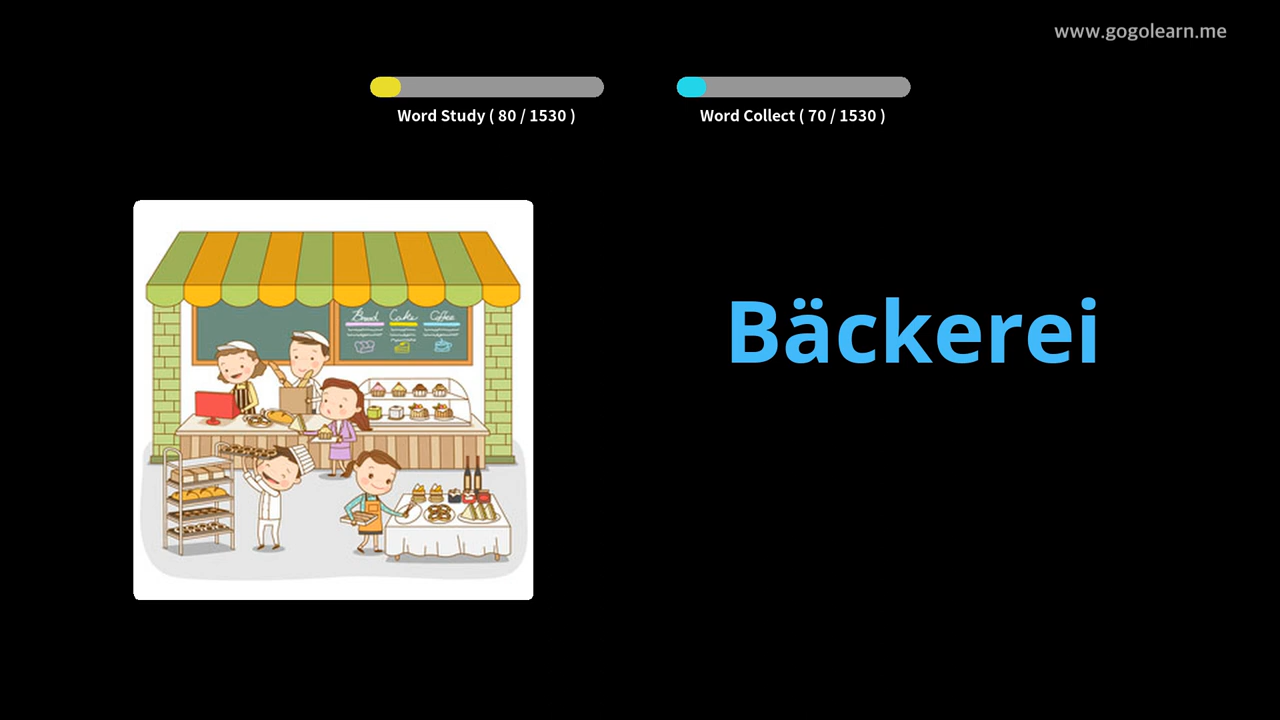 www.gogolearn.me
Word Study ( 80 / 1530 )
Word Collect ( 70 / 1530 )
Bäckerei
Bread Cake Coffee